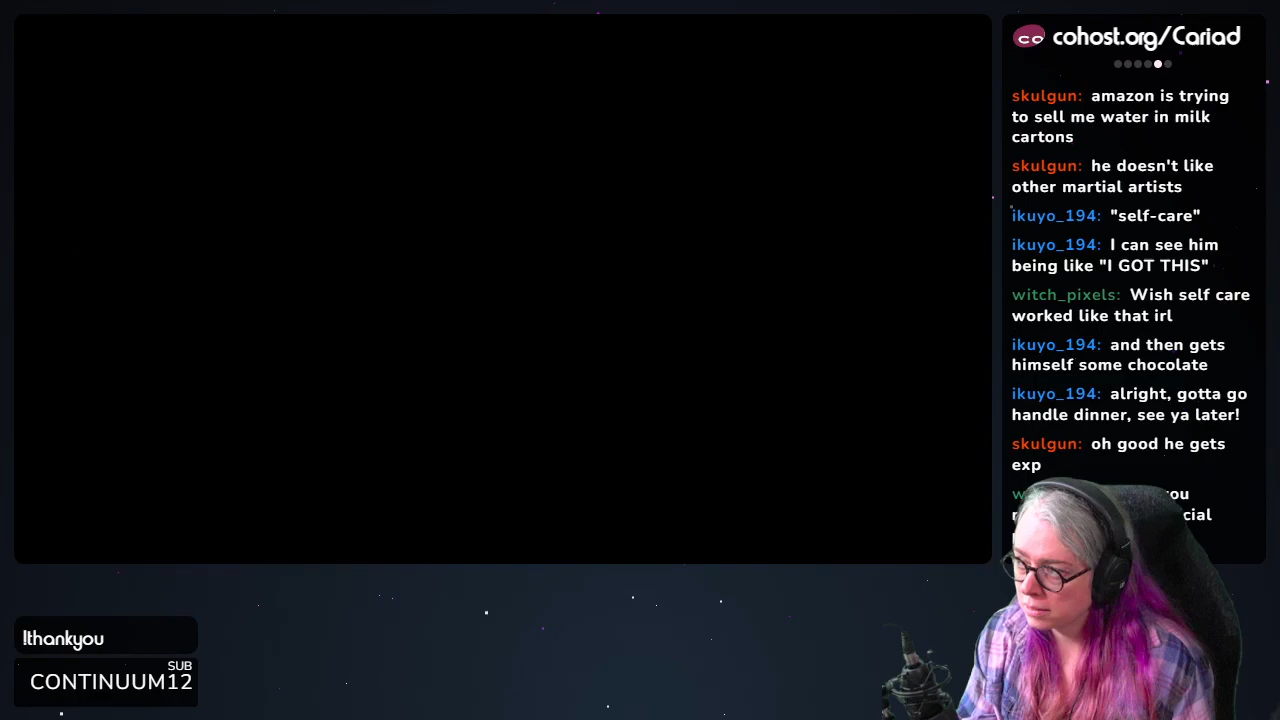 cohost.org/Cariad
skulgun: amazon is trying
to sell me water in milk
cartons
skulgun: he doesn't like
other martial artists
ikuyo_194: "self-care"
ikuyo_194: I can see him
being like "I GOT THIS"
witch_pixels: Wish self care
worked like that irl
ikuyo_194: and then gets
himself some chocolate
ikuyo_194: alright, gotta go
handle dinner, see ya later!
skulgun: oh good he gets
exp
!thankyou
SUB
CONTINUUM12